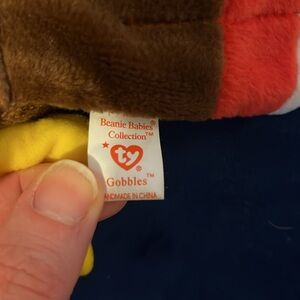 Beanie Babies®
Collection™
★ ty®
Gobbles™
HANDMADE IN CHINA